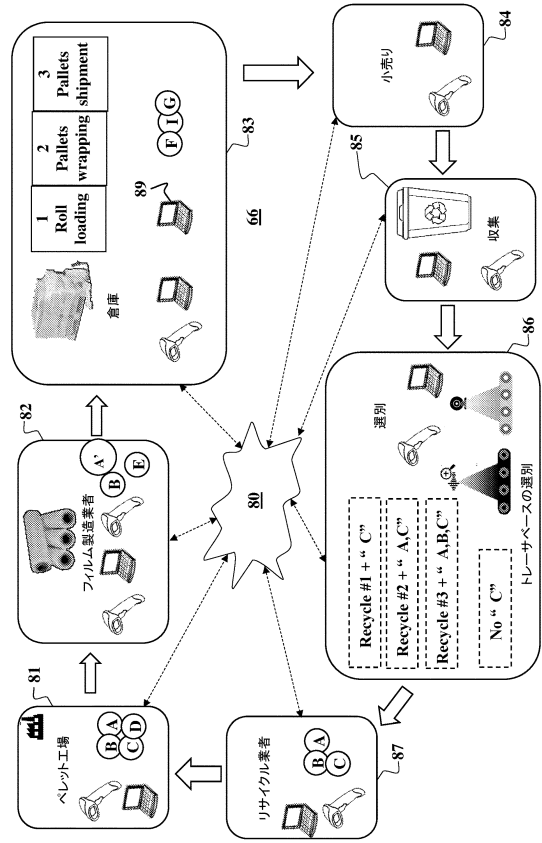 81
ペレット工場
B A
C D
82
フィルム製造業者
A'
B
E
83
倉庫
1
Roll
loading
2
Pallets
wrapping
3
Pallets
shipment
89
F I G
66
84
小売り
85
収集
86
選別
Recycle #1 + “ C”
Recycle #2 + “ A,C”
Recycle #3 + “ A,B,C”
No “ C”
トレーサベースの選別
87
リサイクル業者
B A
C
80